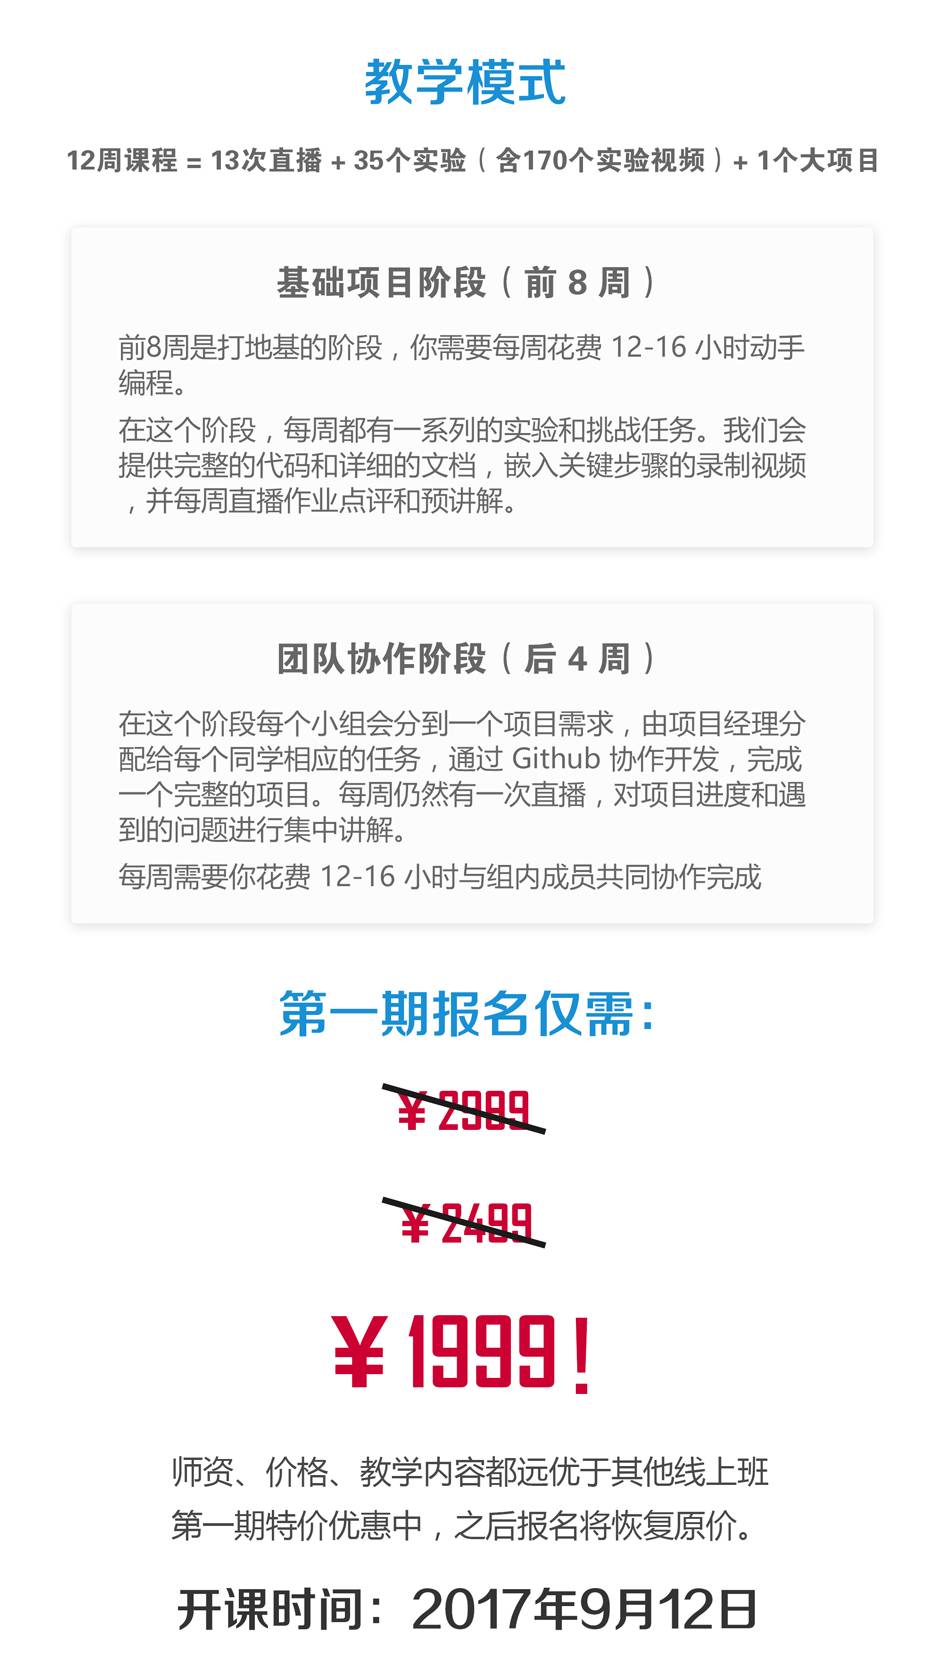 教学模式
12周课程 = 13次直播 + 35个实验（含170个实验视频）+ 1个大项目
基础项目阶段（前 8 周）
前8周是打地基的阶段，你需要每周花费 12-16 小时动手
编程。
在这个阶段，每周都有一系列的实验和挑战任务。我们会
提供完整的代码和详细的文档，嵌入关键步骤的录制视频
，并每周直播作业点评和预讲解。
团队协作阶段（后 4 周）
在这个阶段每个小组会分到一个项目需求，由项目经理分
配给每个同学相应的任务，通过 Github 协作开发，完成
一个完整的项目。每周仍然有一次直播，对项目进度和遇
到的问题进行集中讲解。
每周需要你花费 12-16 小时与组内成员共同协作完成
第一期报名仅需：
¥2989
¥2499
¥1999！
师资、价格、教学内容都远优于其他线上班
第一期特价优惠中，之后报名将恢复原价。
开课时间：2017年9月12日